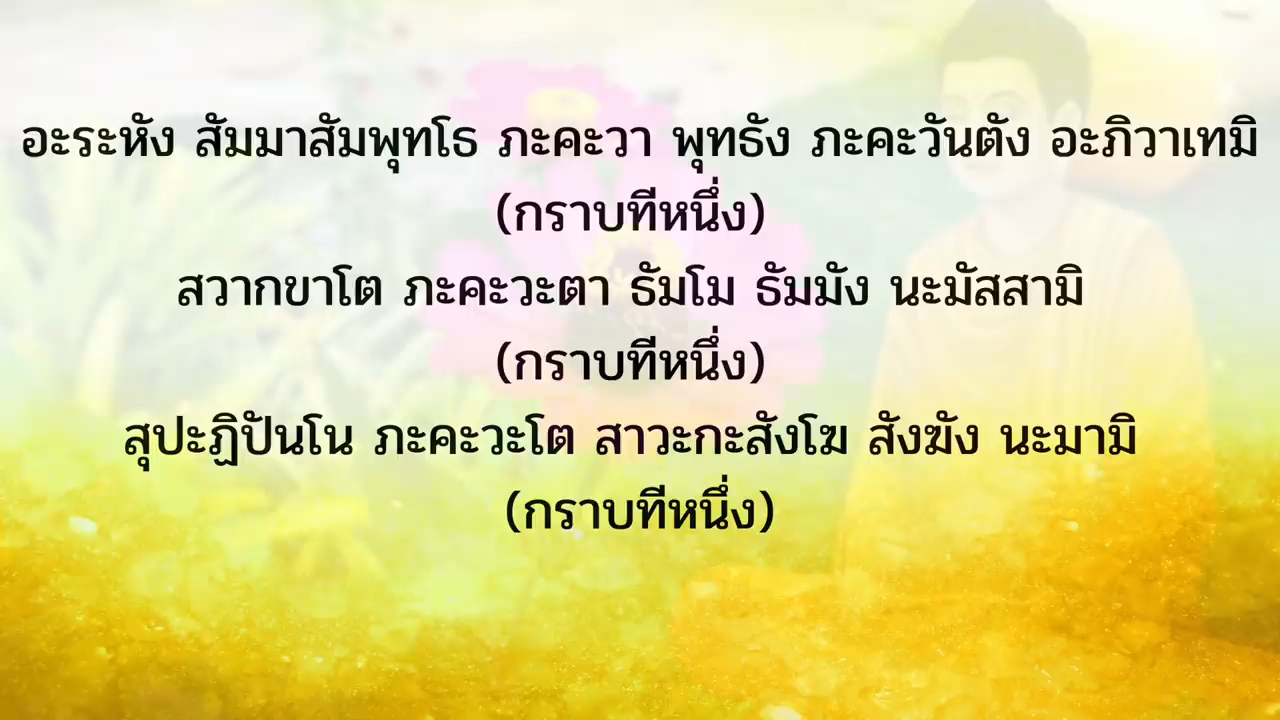 อะระหัง สัมมาสัมพุทโธ ภะคะวา พุทธัง ภะคะวันตัง อะภิวาเทมิ
(กราบทีหนึ่ง)
สวากขาโต ภะคะวะตา ธัมโม ธัมมัง นะมัสสามิ
(กราบทีหนึ่ง)
สุปะฏิปันโน ภะคะวะโต สาวะกะสังโฆ สังฆัง นะมามิ
(กราบทีหนึ่ง)